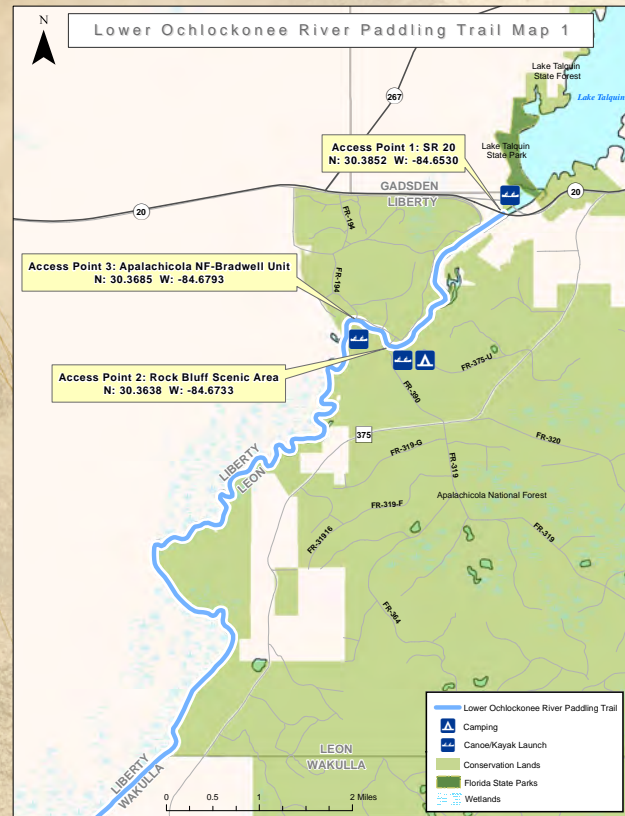 Lower Ochlockonee River Paddling Trail Map 1
N
Lake Talquin
State Forest
Lake Talquin
267
Access Point 1: SR 20
N: 30.3852 W: -84.6530
Lake Talquin
State Park
GADSDEN
LIBERTY
20
20
FR-194
Access Point 3: Apalachicola NF-Bradwell Unit
N: 30.3685 W: -84.6793
FR-194
Access Point 2: Rock Bluff Scenic Area
N: 30.3638 W: -84.6733
FR-375-U
FR-390
375
FR-320
FR-319-G
FR-319
LIBERTY
LEON
Apalachicola National Forest
FR-319-F
FR-31916
FR-319
FR-364
LEON
WAKULLA
LIBERTY
WAKULLA
Lower Ochlockonee River Paddling Trail
Camping
Canoe/Kayak Launch
Conservation Lands
Florida State Parks
Wetlands
0 0.5 1 2 Miles